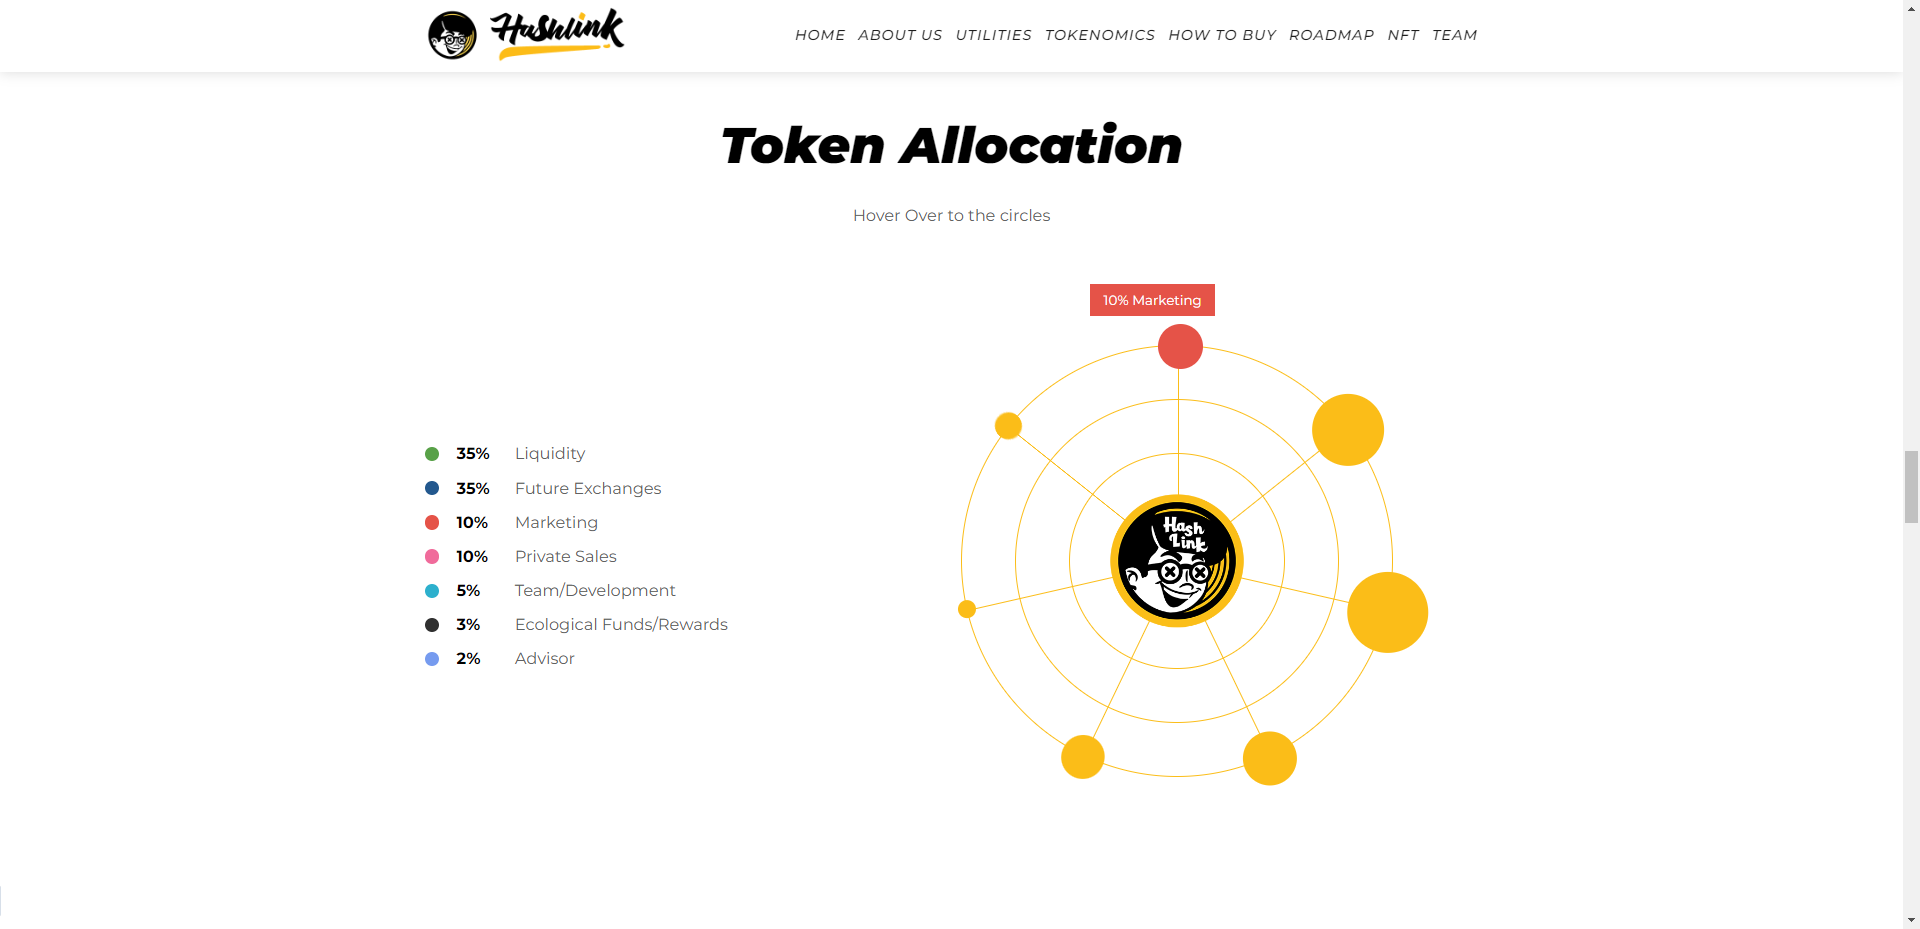 Hashlink
HOME ABOUT US UTILITIES TOKENOMICS HOW TO BUY ROADMAP NFT TEAM
Token Allocation
Hover Over to the circles
10% Marketing
35% Liquidity
35% Future Exchanges
10% Marketing
10% Private Sales
5% Team/Development
3% Ecological Funds/Rewards
2% Advisor
Hash
Link